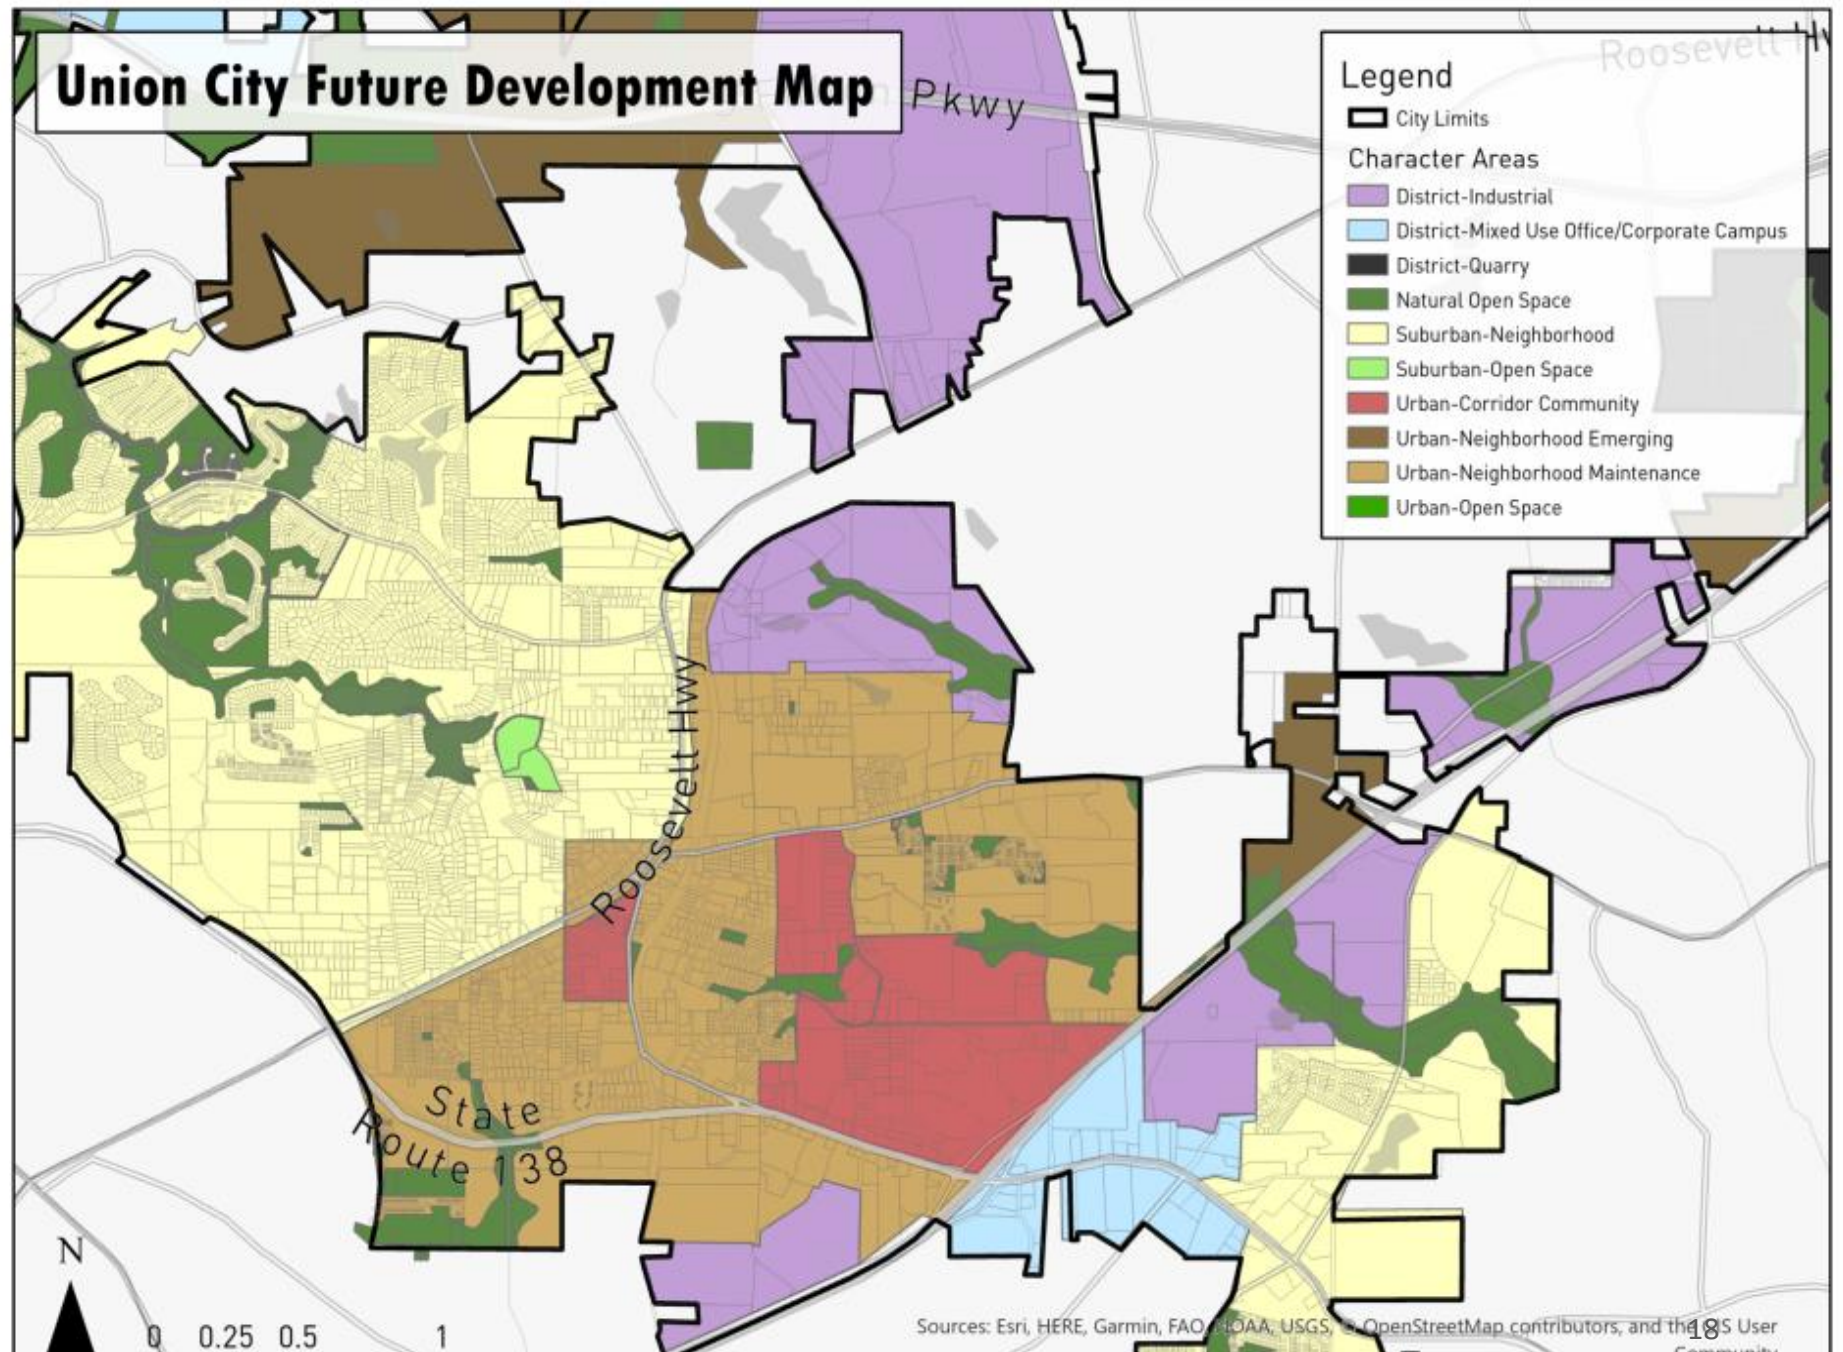 Union City Future Development Map
Pkwy
Roosevelt
Legend
City Limits
Character Areas
District-Industrial
District-Mixed Use Office/Corporate Campus
District-Quarry
Natural Open Space
Suburban-Neighborhood
Suburban-Open Space
Urban-Corridor Community
Urban-Neighborhood Emerging
Urban-Neighborhood Maintenance
Urban-Open Space
Roosevelt Hwy
State
Route 138
N
0 0.25 0.5 1
Sources: Esri, HERE, Garmin, FAO, NOAA, USGS, © OpenStreetMap contributors, and the GIS User
Community
18